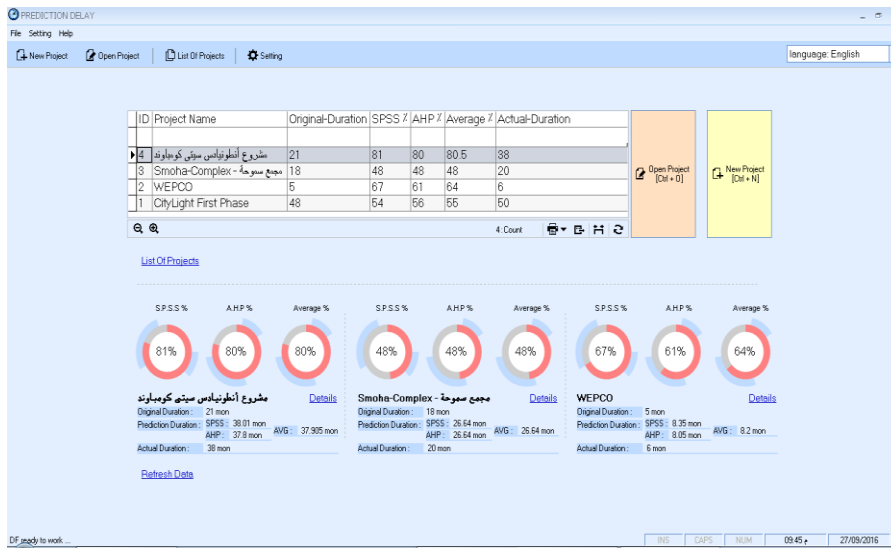 PREDICTION DELAY
File Setting Help
New Project Open Project List Of Projects Setting language: English
ID Project Name Original-Duration SPSS % AHP % Average % Actual-Duration
4 مشروع أنطونيادس سيتى كومباوند 21 81 80 80.5 38
3 Smoha-Complex - مجمع سموحة 18 48 48 48 20
2 WEPCO 5 67 61 64 6
1 CityLight First Phase 48 54 56 55 50
Open Project [Ctrl + O]
New Project [Ctrl + N]
4: Count
List Of Projects
S.P.S.S % A.H.P % Average % S.P.S.S % A.H.P % Average % S.P.S.S % A.H.P % Average %
81% 80% 80% 48% 48% 48% 67% 61% 64%
مشروع أنطونيادس سيتى كومباوند Details Smoha-Complex - مجمع سموحة Details WEPCO Details
Original Duration : 21 mon Original Duration : 18 mon Original Duration : 5 mon
Prediction Duration : SPSS : 38.01 mon AHP : 37.8 mon AVG : 37.905 mon Prediction Duration : SPSS : 26.64 mon AHP : 26.64 mon AVG : 26.64 mon Prediction Duration : SPSS : 8.35 mon AHP : 8.05 mon AVG : 8.2 mon
Actual Duration : 38 mon Actual Duration : 20 mon Actual Duration : 6 mon
Refresh Data
DF ready to work ... INS CAPS NUM 09:45 م 27/09/2016